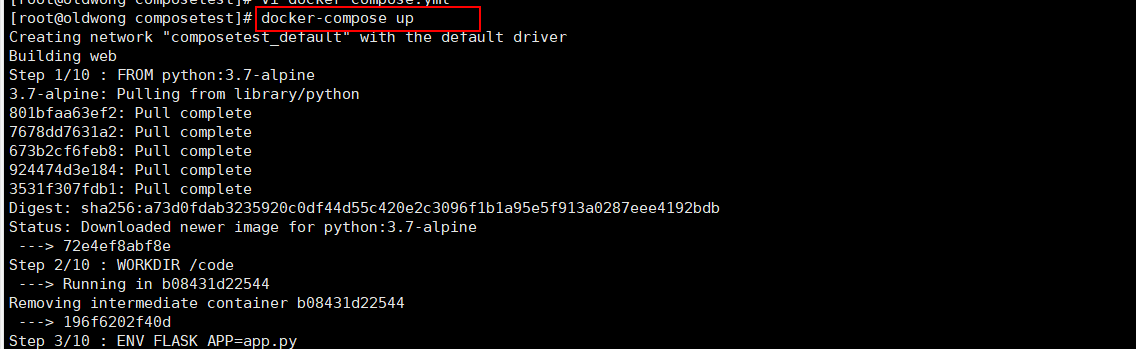 [root@oldwong composetest]# vi docker-compose.yml
[root@oldwong composetest]# docker-compose up
Creating network "composetest_default" with the default driver
Building web
Step 1/10 : FROM python:3.7-alpine
3.7-alpine: Pulling from library/python
801bfaa63ef2: Pull complete
7678dd7631a2: Pull complete
673b2cf6feb8: Pull complete
924474d3e184: Pull complete
3531f307fdb1: Pull complete
Digest: sha256:a73d0fdab3235920c0df44d55c420e2c3096f1b1a95e5f913a0287eee4192bdb
Status: Downloaded newer image for python:3.7-alpine
 ---> 72e4ef8abf8e
Step 2/10 : WORKDIR /code
 ---> Running in b08431d22544
Removing intermediate container b08431d22544
 ---> 196f6202f40d
Step 3/10 : ENV FLASK_APP=app.py